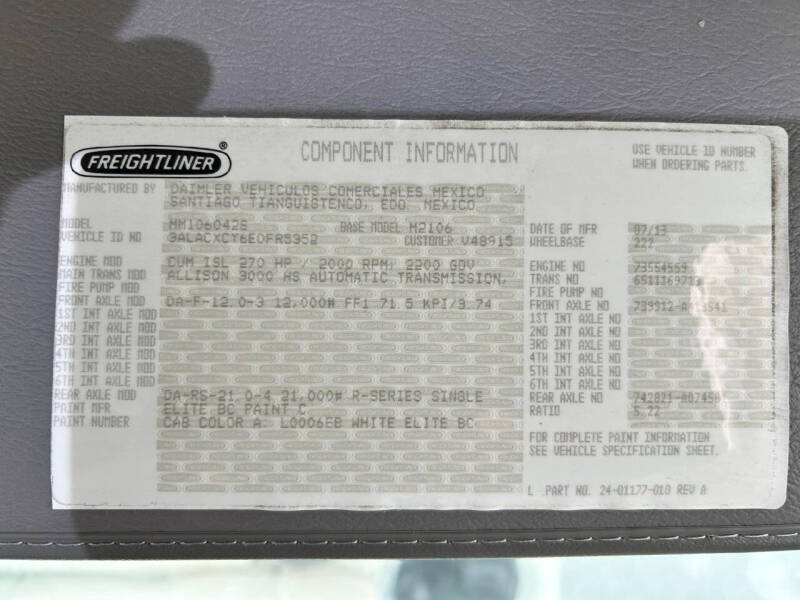 FREIGHTLINER®
COMPONENT INFORMATION
USE VEHICLE ID NUMBER
WHEN ORDERING PARTS.
MANUFACTURED BY DAIMLER VEHICULOS COMERCIALES MEXICO
SANTIAGO TIANGUISTENCO, EDO. MEXICO
MODEL MM106042S BASE MODEL M2106 DATE OF MFR 07/13
VEHICLE ID NO CUSTOMER V48915 WHEELBASE 222
ENGINE MOD CUM ISL 270 HP / 2000 RPM; 2200 GOV ENGINE NO 73554559
MAIN TRANS MOD ALLISON 3000 HS AUTOMATIC TRANSMISSION, TRANS NO
FIRE PUMP MOD FIRE PUMP NO
FRONT AXLE MOD DA-F-12.0-3 12,000# FF1 71.5 KPI/3.74 FRONT AXLE NO
1ST INT AXLE MOD 1ST INT AXLE NO
2ND INT AXLE MOD 2ND INT AXLE NO
3RD INT AXLE MOD 3RD INT AXLE NO
4TH INT AXLE MOD 4TH INT AXLE NO
5TH INT AXLE MOD 5TH INT AXLE NO
6TH INT AXLE MOD 6TH INT AXLE NO
REAR AXLE MOD DA-RS-21.0-4 21,000# R-SERIES SINGLE REAR AXLE NO
PAINT MFR ELITE BC PAINT C RATIO 5.22
PAINT NUMBER CAB COLOR A: L0006EB WHITE ELITE BC
FOR COMPLETE PAINT INFORMATION
SEE VEHICLE SPECIFICATION SHEET.
PART NO. 24-01177-010 REV A